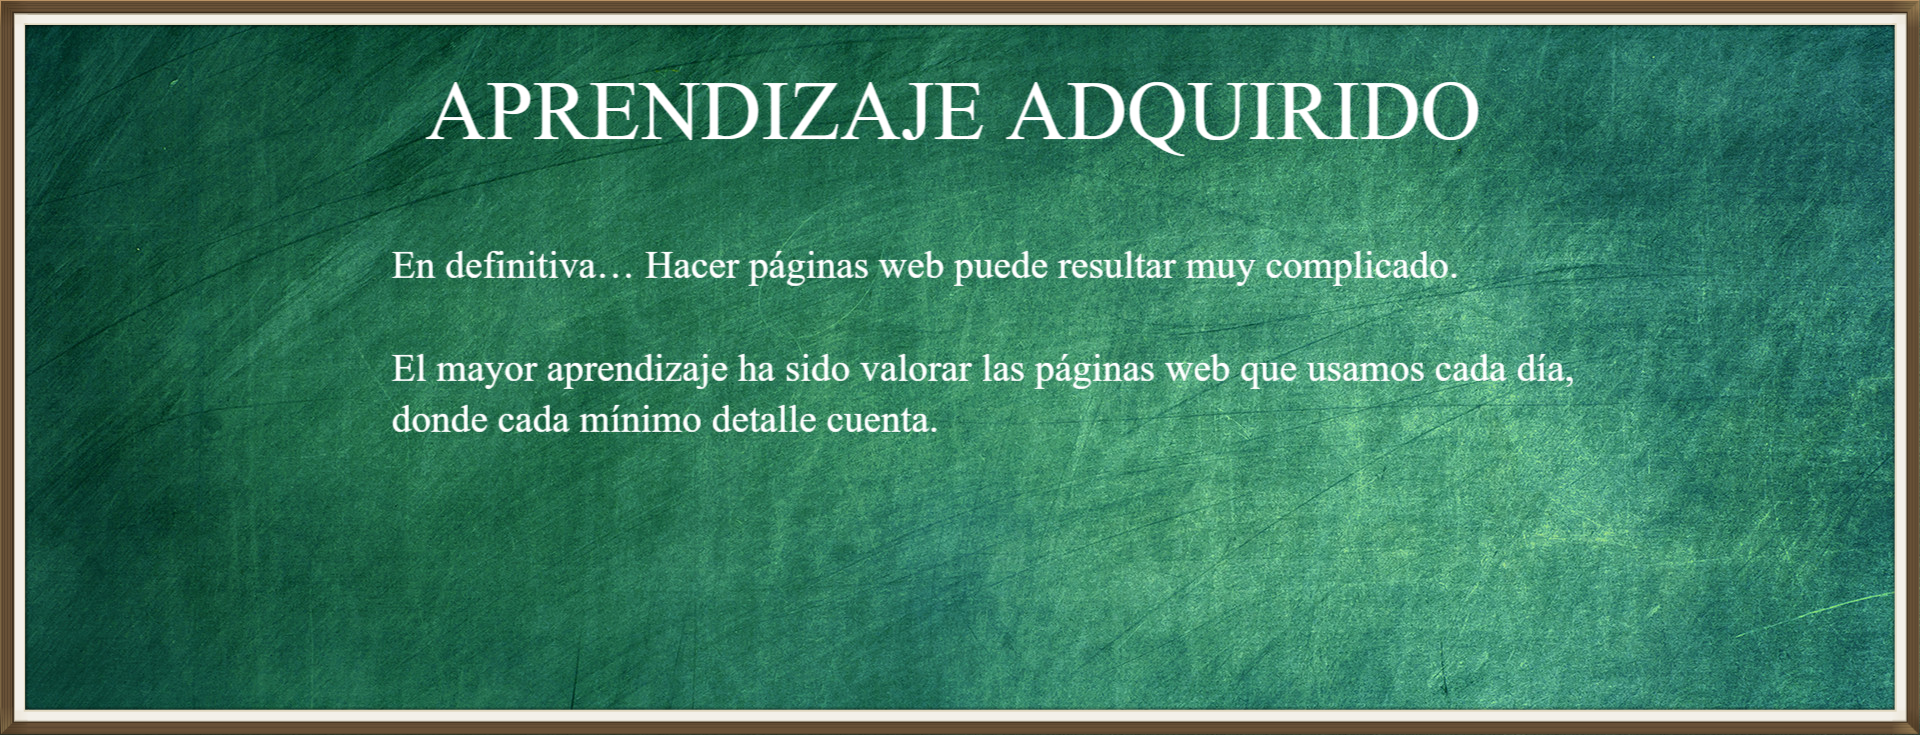 APRENDIZAJE ADQUIRIDO
En definitiva… Hacer páginas web puede resultar muy complicado.
El mayor aprendizaje ha sido valorar las páginas web que usamos cada día,
donde cada mínimo detalle cuenta.